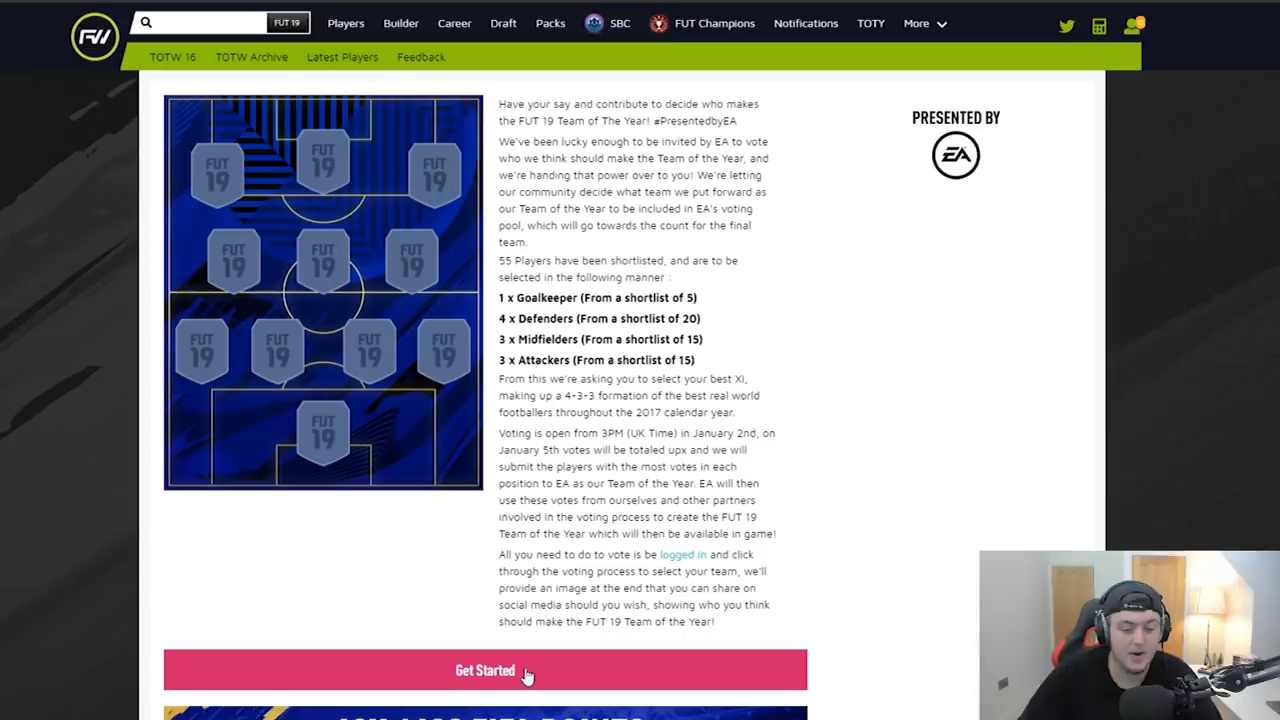 FUT 19
Players
Builder
Career
Draft
Packs
SBC
FUT Champions
Notifications
TOTY
More
TOTW 16
TOTW Archive
Latest Players
Feedback
FUT
19
FUT
19
FUT
19
FUT
19
FUT
19
FUT
19
FUT
19
FUT
19
FUT
19
FUT
19
FUT
19
Have your say and contribute to decide who makes
the FUT 19 Team of The Year! #PresentedbyEA
We've been lucky enough to be invited by EA to vote
who we think should make the Team of the Year, and
we're handing that power over to you! We're letting
our community decide what team we put forward as
our Team of the Year to be included in EA's voting
pool, which will go towards the count for the final
team.
55 Players have been shortlisted, and are to be
selected in the following manner :
1 x Goalkeeper (From a shortlist of 5)
4 x Defenders (From a shortlist of 20)
3 x Midfielders (From a shortlist of 15)
3 x Attackers (From a shortlist of 15)
From this we're asking you to select your best XI,
making up a 4-3-3 formation of the best real world
footballers throughout the 2017 calendar year.
Voting is open from 3PM (UK Time) in January 2nd, on
January 5th votes will be totaled upx and we will
submit the players with the most votes in each
position to EA as our Team of the Year. EA will then
use these votes from ourselves and other partners
involved in the voting process to create the FUT 19
Team of the Year which will then be available in game!
All you need to do to vote is be logged in and click
through the voting process to select your team, we'll
provide an image at the end that you can share on
social media should you wish, showing who you think
should make the FUT 19 Team of the Year!
PRESENTED BY
EA
Get Started